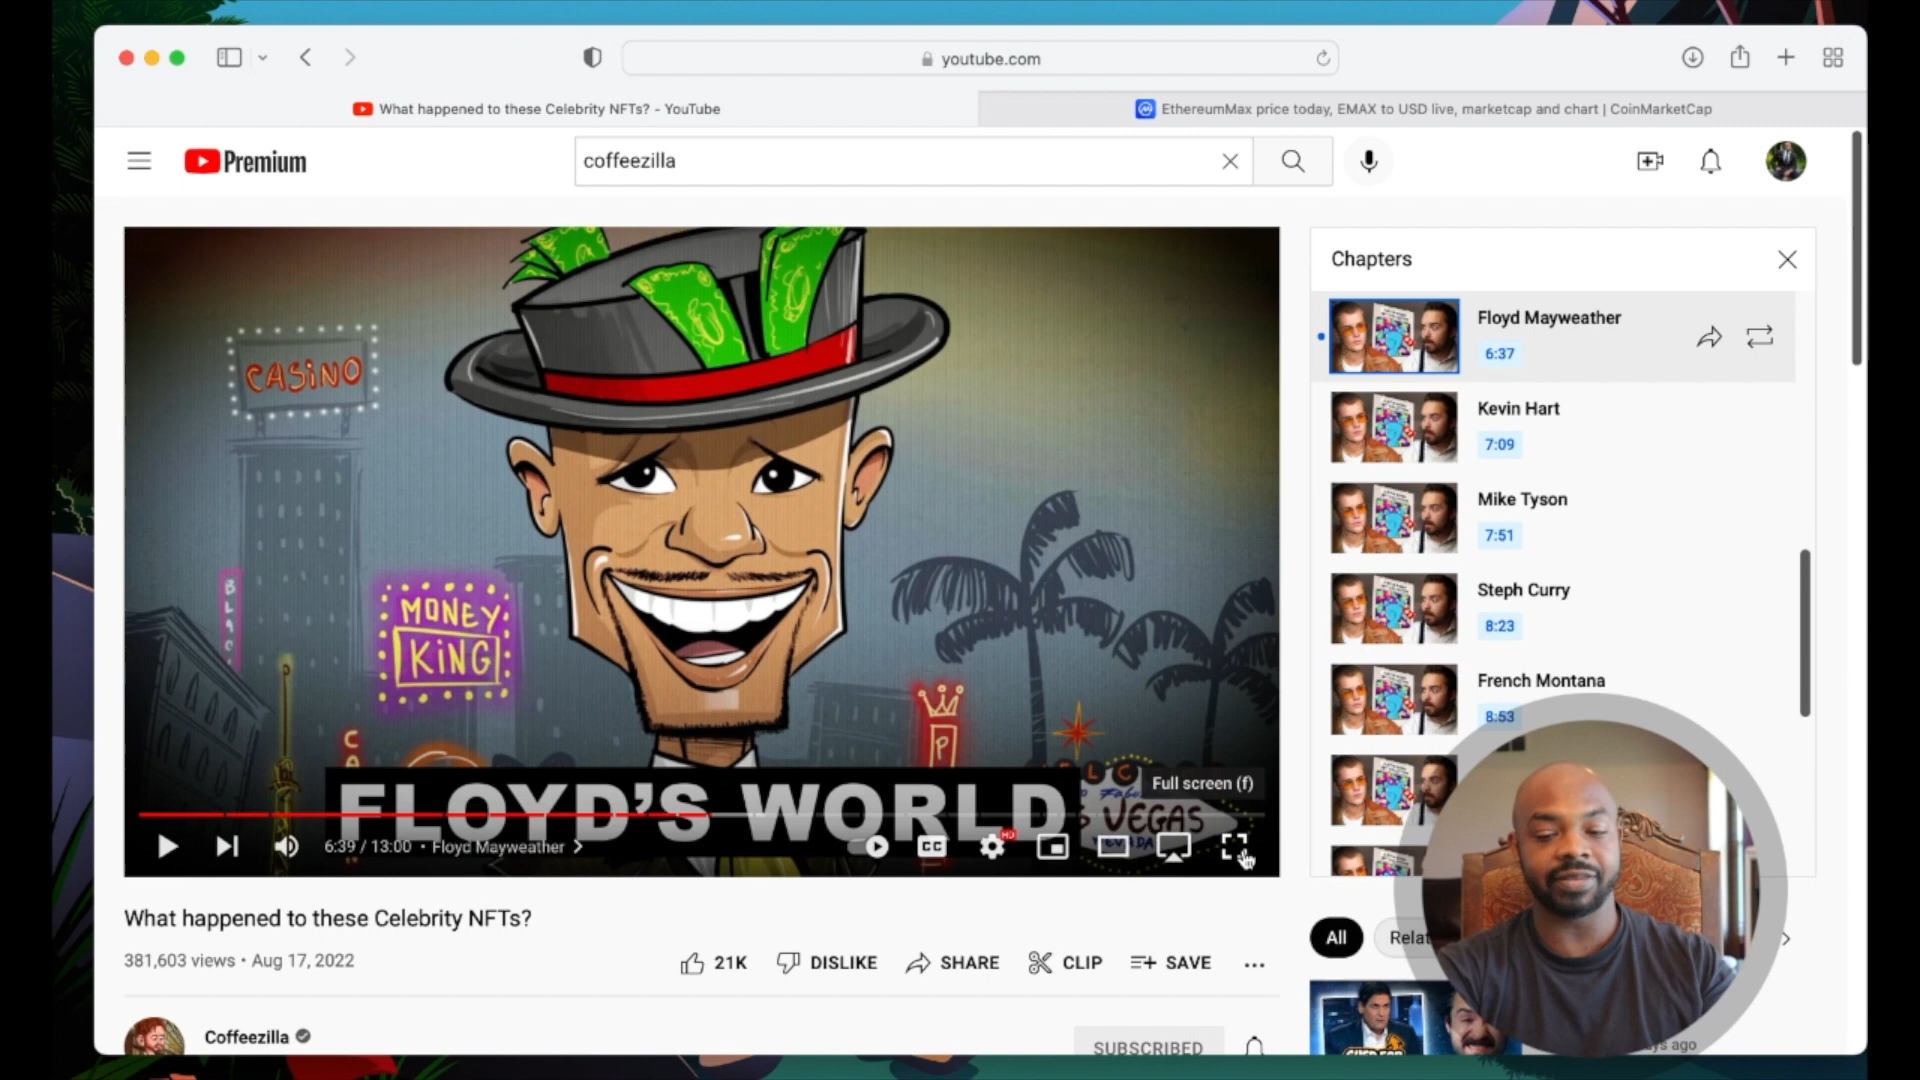 youtube.com
What happened to these Celebrity NFTs? - YouTube
EthereumMax price today, EMAX to USD live, marketcap and chart | CoinMarketCap
Premium
coffeezilla
Chapters
Floyd Mayweather
6:37
Kevin Hart
7:09
Mike Tyson
7:51
Steph Curry
8:23
French Montana
8:53
CASINO
MONEY
KING
FLOYD'S WORLD
VEGAS
Full screen (f)
6:39 / 13:00 • Floyd Mayweather
CC
HD
What happened to these Celebrity NFTs?
381,603 views • Aug 17, 2022
21K
DISLIKE
SHARE
CLIP
SAVE
All
Coffeezilla
SUBSCRIBED
ago